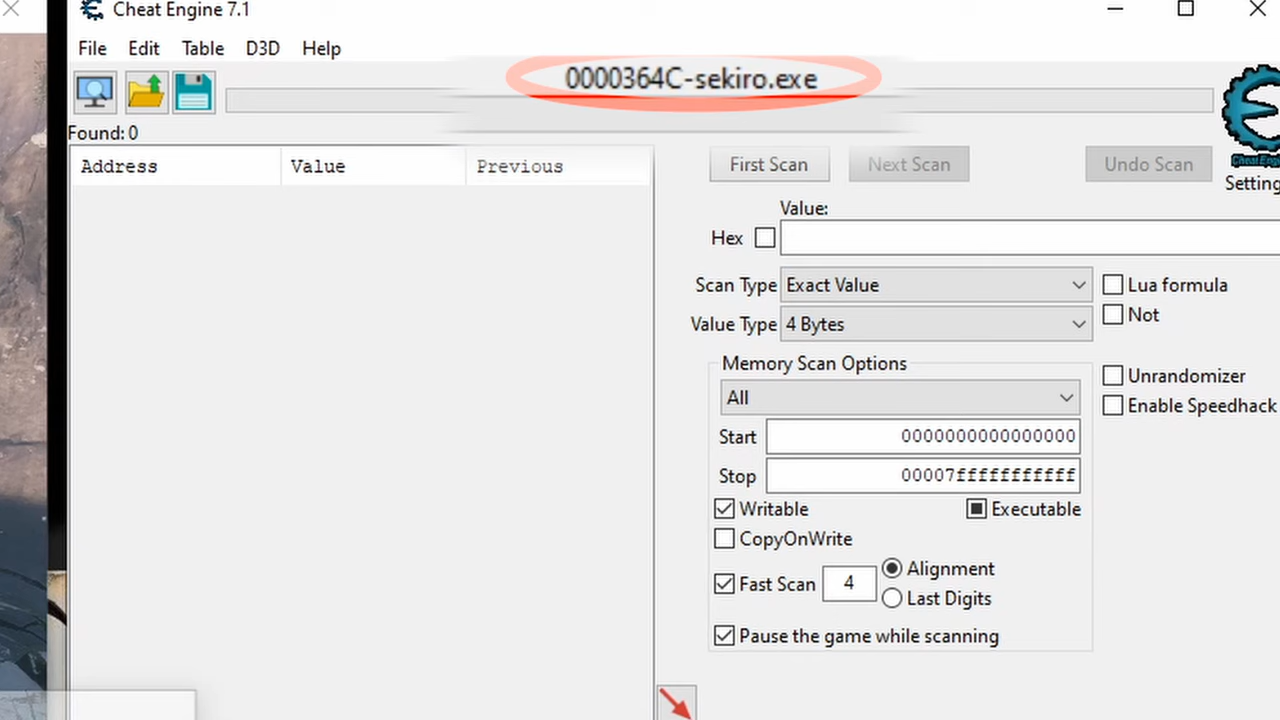 Cheat Engine 7.1
File Edit Table D3D Help
0000364C-sekiro.exe
Found: 0
Address Value Previous
First Scan Next Scan Undo Scan
Cheat Eng
Setting
Value:
Hex
Scan Type Exact Value Lua formula
Value Type 4 Bytes Not
Memory Scan Options
All
Unrandomizer
Enable Speedhack
Start 0000000000000000
Stop 00007fffffffffff
Writable Executable
CopyOnWrite
Fast Scan 4 Alignment
Last Digits
Pause the game while scanning